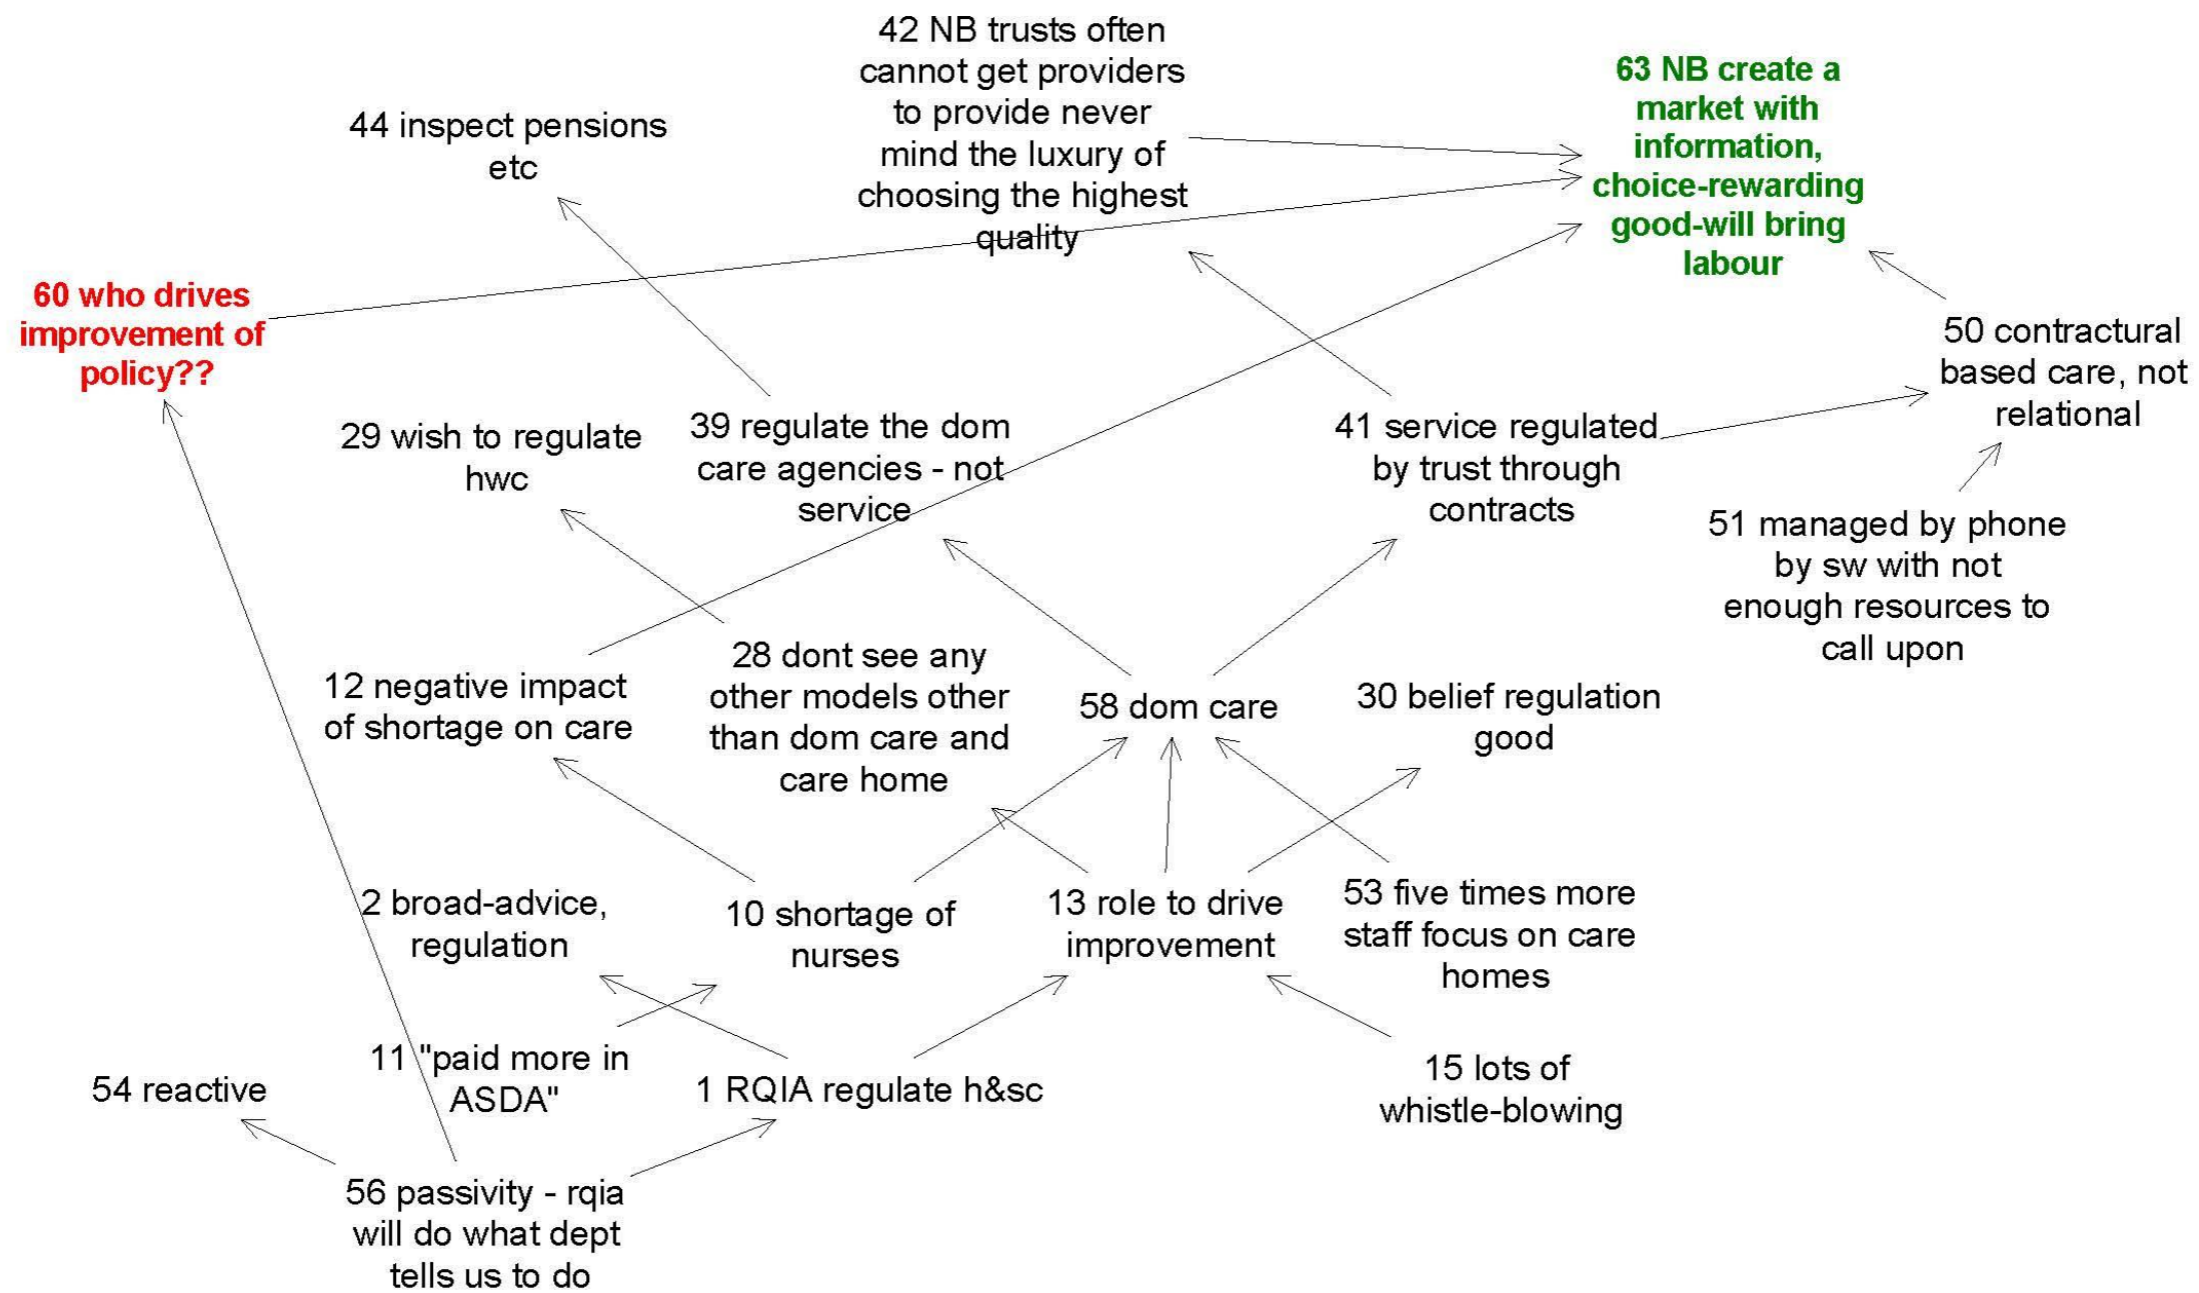 42 NB trusts often
cannot get providers
to provide never
mind the luxury of
choosing the highest
quality
63 NB create a
market with
information,
choice-rewarding
good-will bring
labour
44 inspect pensions
etc
60 who drives
improvement of
policy??
50 contractural
based care, not
relational
29 wish to regulate
hwc
39 regulate the dom
care agencies - not
service
41 service regulated
by trust through
contracts
51 managed by phone
by sw with not
enough resources to
call upon
12 negative impact
of shortage on care
28 dont see any
other models other
than dom care and
care home
58 dom care
30 belief regulation
good
2 broad-advice,
regulation
10 shortage of
nurses
13 role to drive
improvement
53 five times more
staff focus on care
homes
54 reactive
11 "paid more in
ASDA"
1 RQIA regulate h&sc
15 lots of
whistle-blowing
56 passivity - rqia
will do what dept
tells us to do